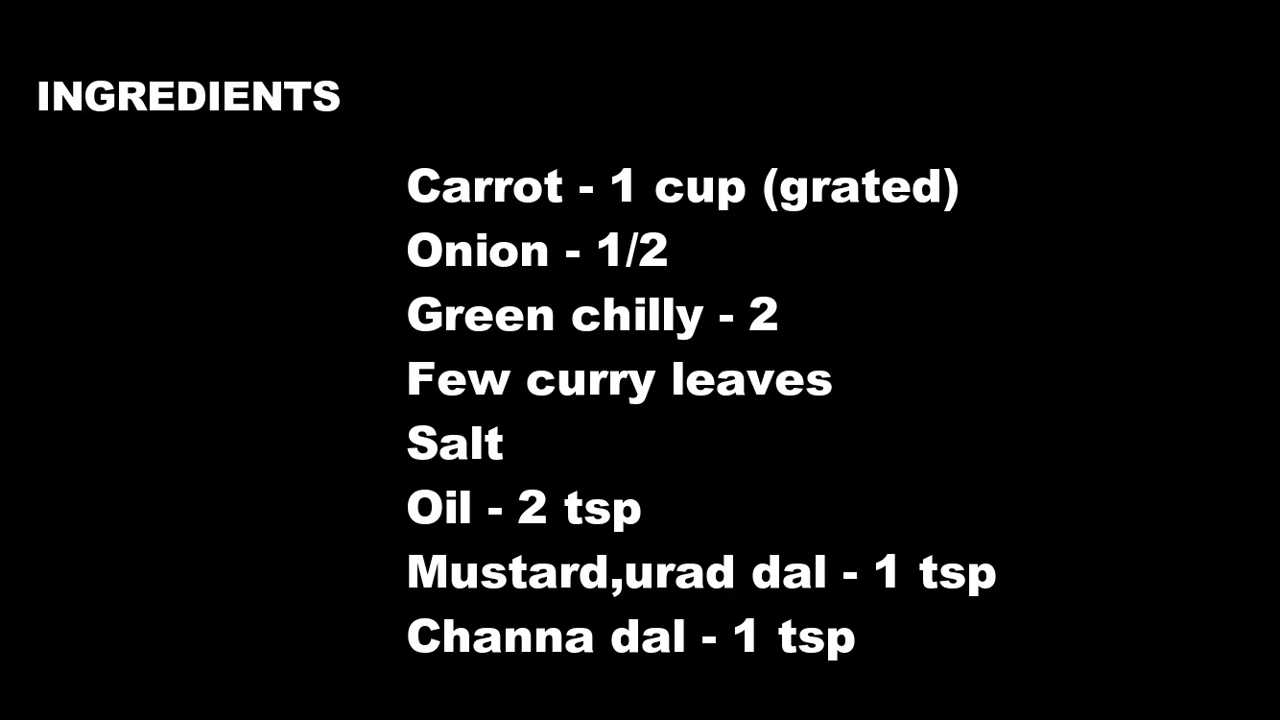 INGREDIENTS
Carrot - 1 cup (grated)
Onion - 1/2
Green chilly - 2
Few curry leaves
Salt
Oil - 2 tsp
Mustard,urad dal - 1 tsp
Channa dal - 1 tsp